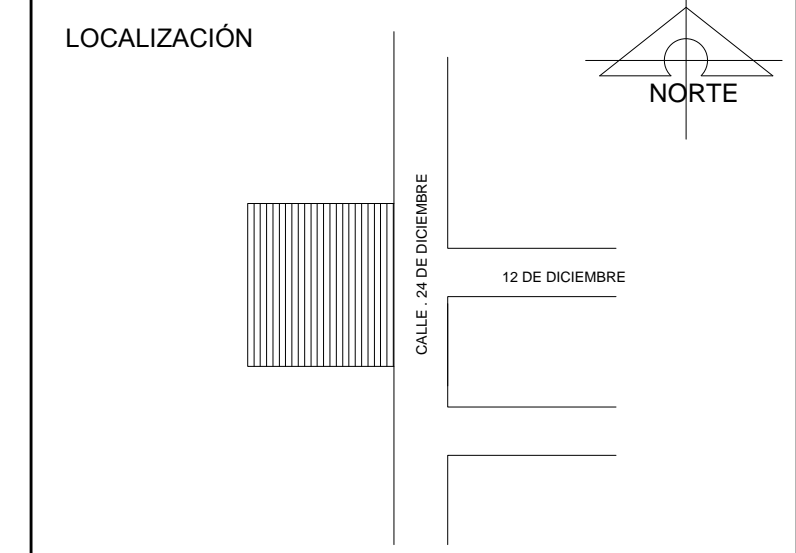 LOCALIZACIÓN
NORTE
CALLE . 24 DE DICIEMBRE
12 DE DICIEMBRE